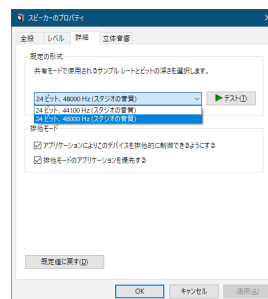 スピーカーのプロパティ
全般 レベル 詳細 立体音響
既定の形式
共有モードで使用されるサンプル レートとビットの深さを選択します。
24 ビット、48000 Hz (スタジオの音質)
▶テスト(T)
24 ビット、44100 Hz (スタジオの音質)
24 ビット、48000 Hz (スタジオの音質)
排他モード
アプリケーションによりこのデバイスを排他的に制御できるようにする
排他モードのアプリケーションを優先する
既定値に戻す(D)
OK キャンセル 適用(A)